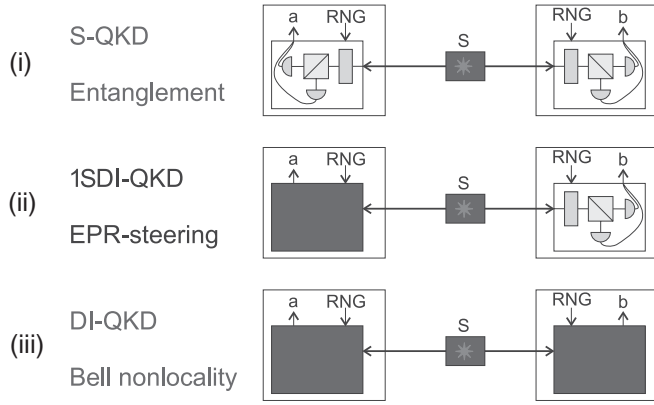 a RNG RNG b
S-QKD
S
(i)
Entanglement
a RNG RNG b
1SDI-QKD
S
(ii)
EPR-steering
a RNG RNG b
DI-QKD
S
(iii)
Bell nonlocality